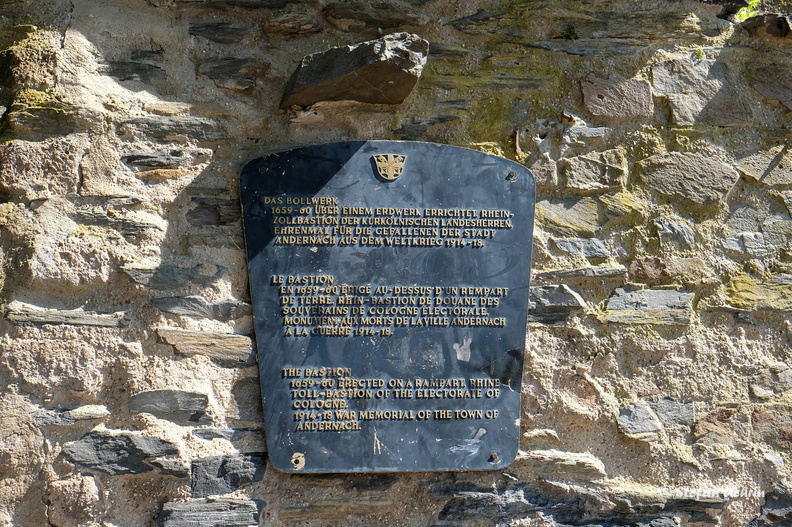 DAS BOLLWERK
1659-60 ÜBER EINEM ERDWERK ERRICHTET, RHEIN-
ZOLLBASTION DER KURKÖLNISCHEN LANDESHERREN,
EHRENMAL FÜR DIE GEFALLENEN DER STADT
ANDERNACH AUS DEM WELTKRIEG 1914-18.
LE BASTION
EN 1659-60 ÉRIGÉ AU-DESSUS D'UN REMPART
DE TERRE, RHIN-BASTION DE DOUANE DES
SOUVERAINS DE COLOGNE ÉLECTORALE,
MONUMENT AUX MORTS DE LA VILLE ANDERNACH
A LA GUERRE 1914-18.
THE BASTION
1659-60 ERECTED ON A RAMPART RHINE
TOLL-BASTION OF THE ELECTORATE OF
COLOGNE.
1914-18 WAR MEMORIAL OF THE TOWN OF
ANDERNACH.
© Stefan